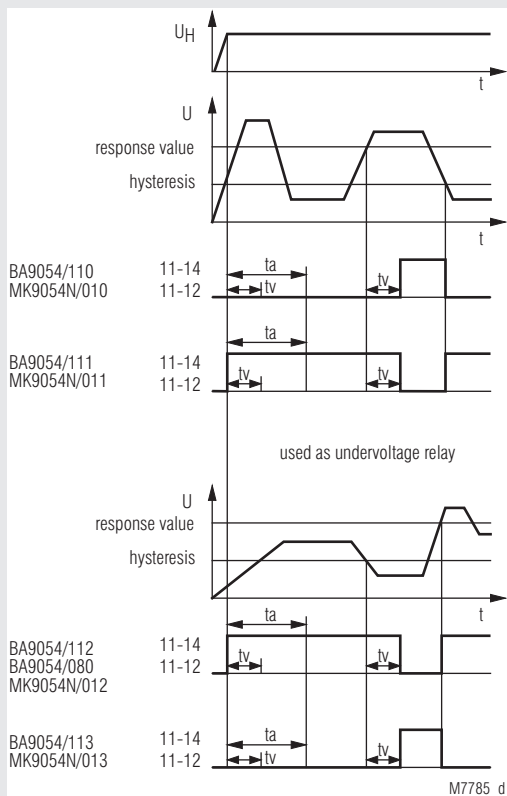 UH
t
U
response value
hysteresis
t
BA9054/110 11-14 ta
MK9054N/010 11-12 tv tv
ta
BA9054/111 11-14
MK9054N/011 11-12 tv tv
used as undervoltage relay
U
response value
hysteresis
t
ta
BA9054/112 11-14
BA9054/080 11-12 tv tv
MK9054N/012
BA9054/113 11-14 ta
MK9054N/013 11-12 tv tv
M7785_d